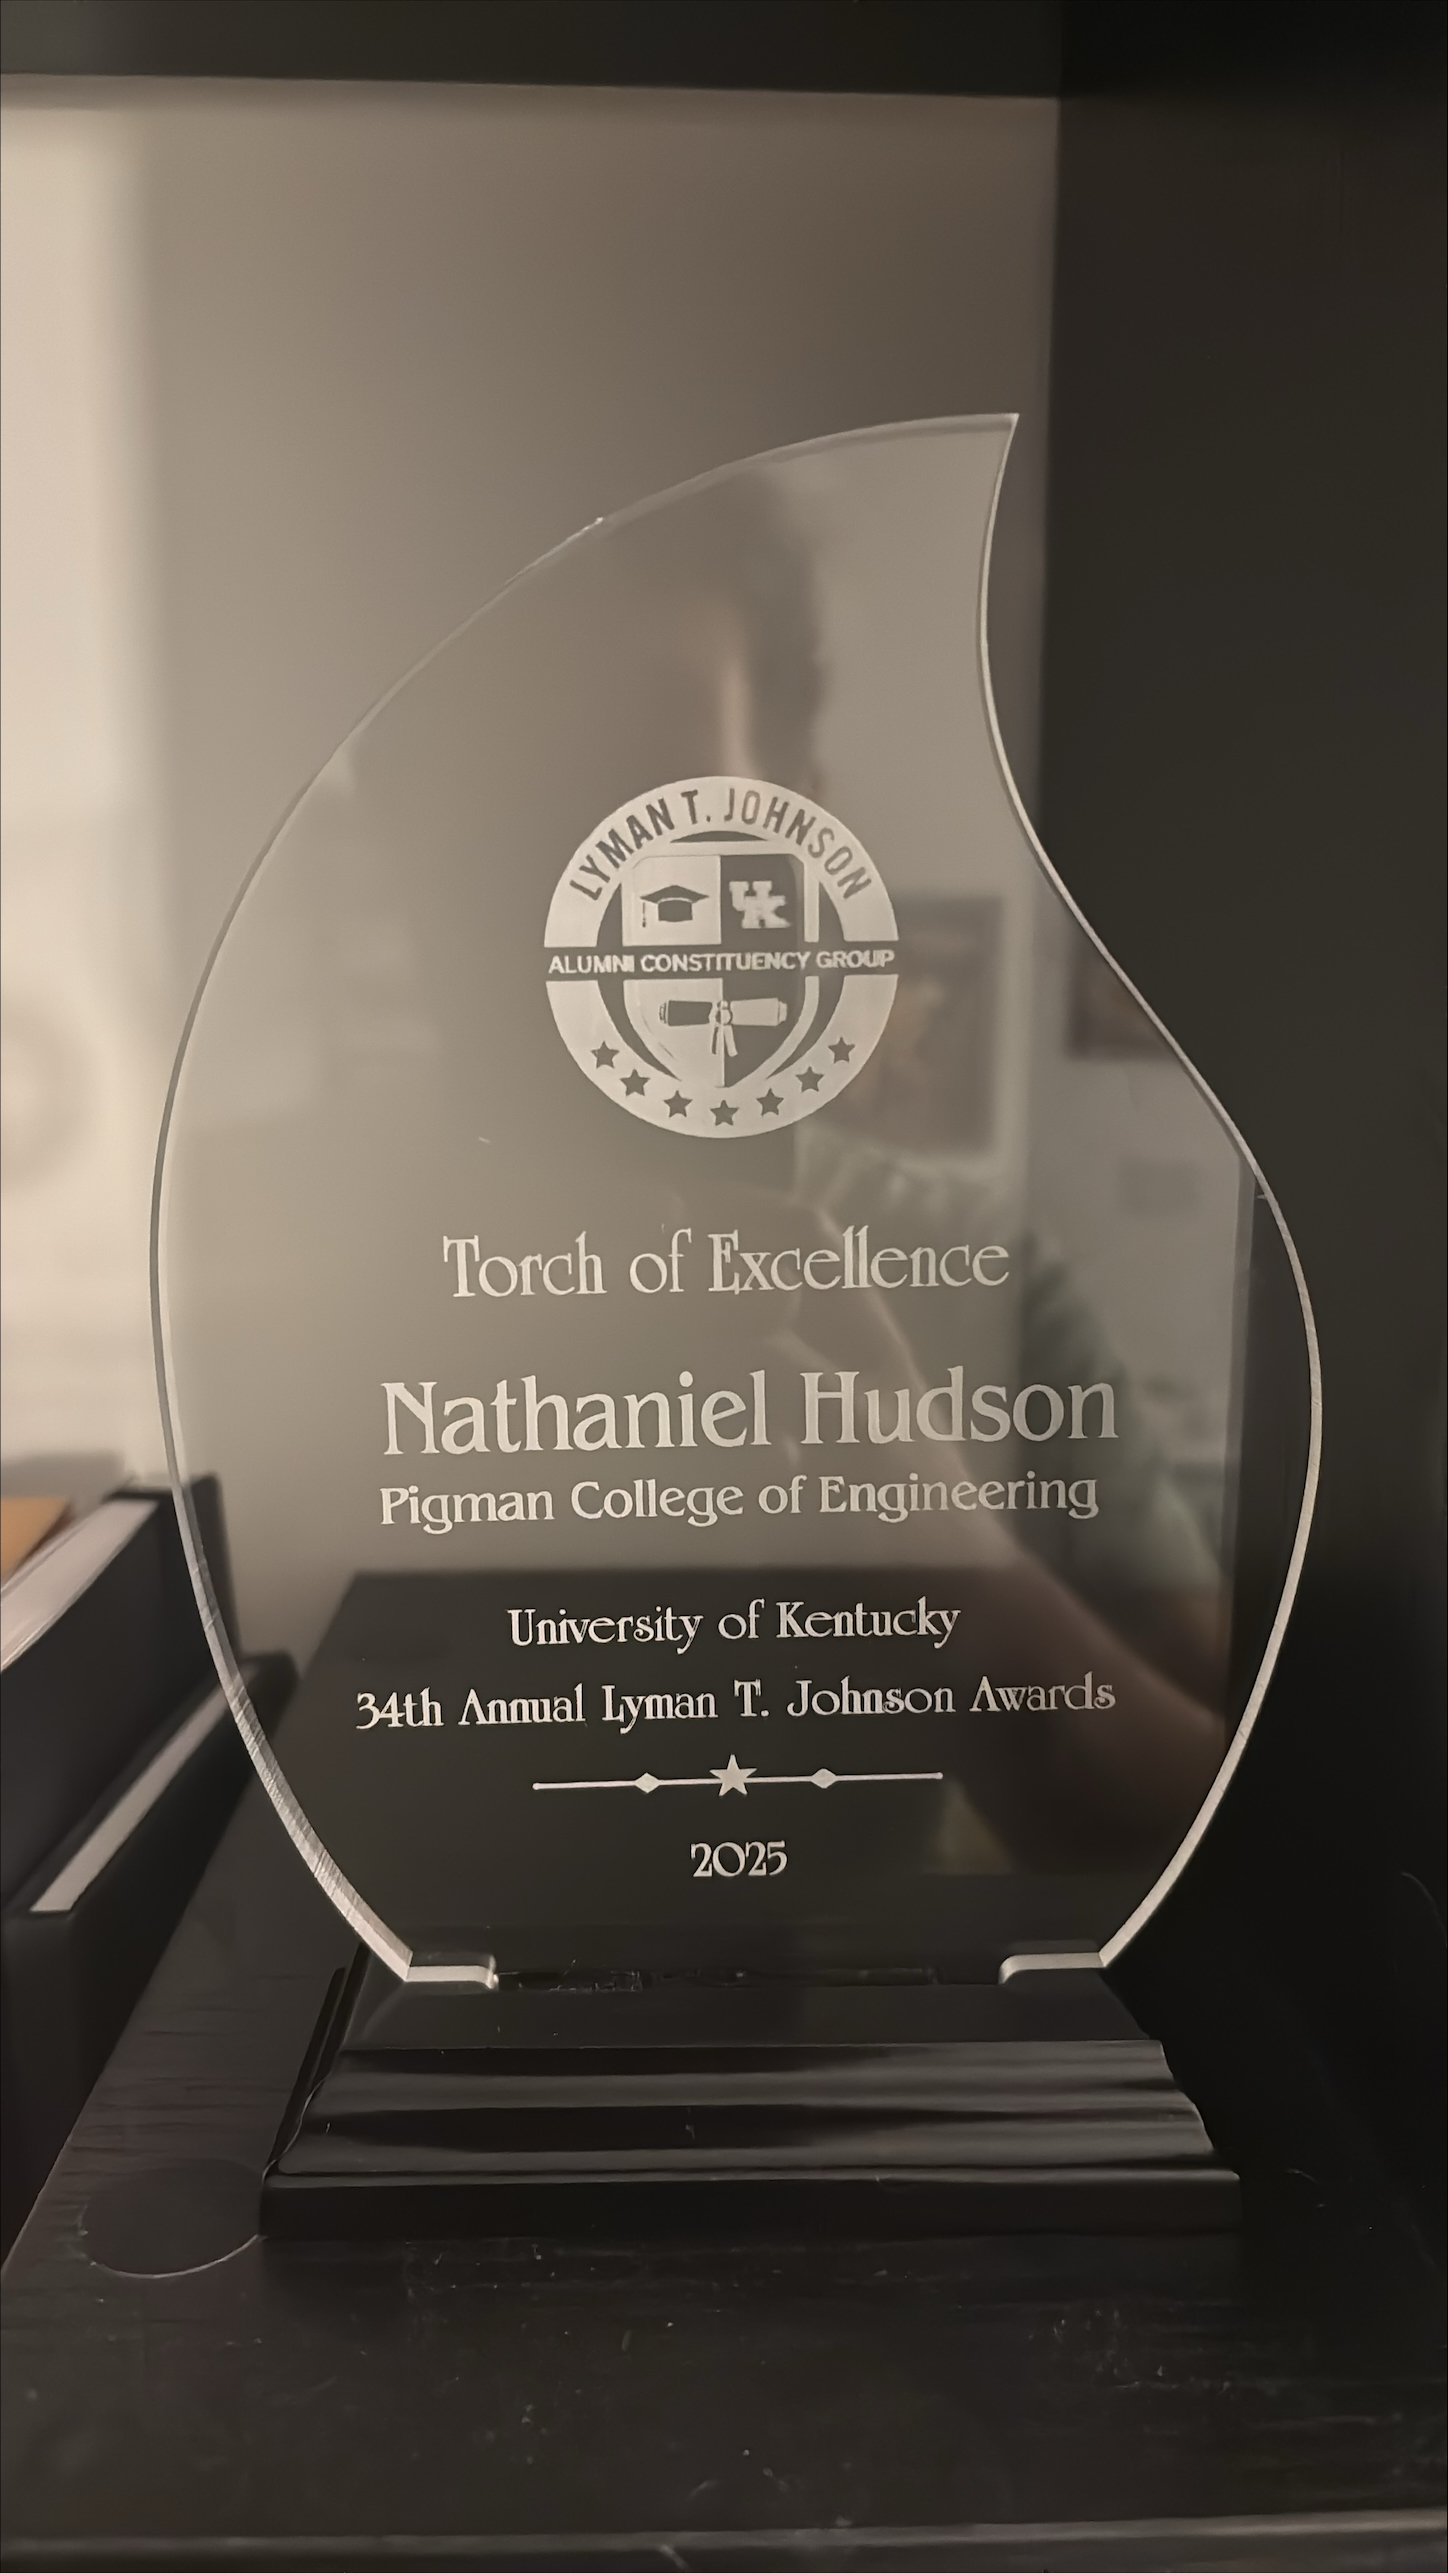 LYMAN T. JOHNSON
UK
ALUMNI CONSTITUENCY GROUP
Torch of Excellence
Nathaniel Hudson
Pigman College of Engineering
University of Kentucky
34th Annual Lyman T. Johnson Awards
2025